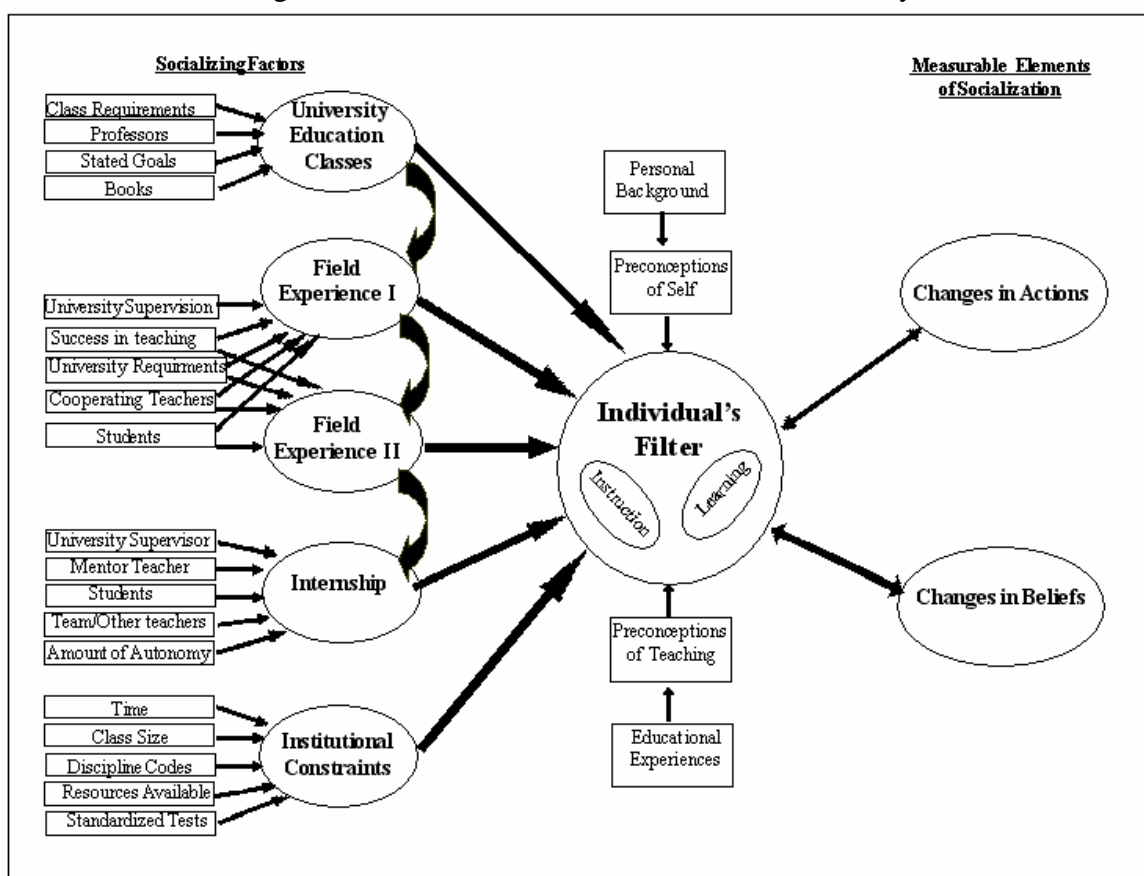 Socializing Factors
Measurable Elements
of Socialization
Class Requirements
Professors
Stated Goals
Books
University
Education
Classes
Personal
Background
Preconceptions
of Self
Field
Experience I
University Supervision
Success in teaching
University Requirments
Cooperating Teachers
Students
Field
Experience II
Individual's
Filter
Instruction
Learning
Changes in Actions
Changes in Beliefs
University Supervisor
Mentor Teacher
Students
Team/Other teachers
Amount of Autonomy
Internship
Preconceptions
of Teaching
Educational
Experiences
Time
Class Size
Discipline Codes
Resources Available
Standardized Tests
Institutional
Constraints